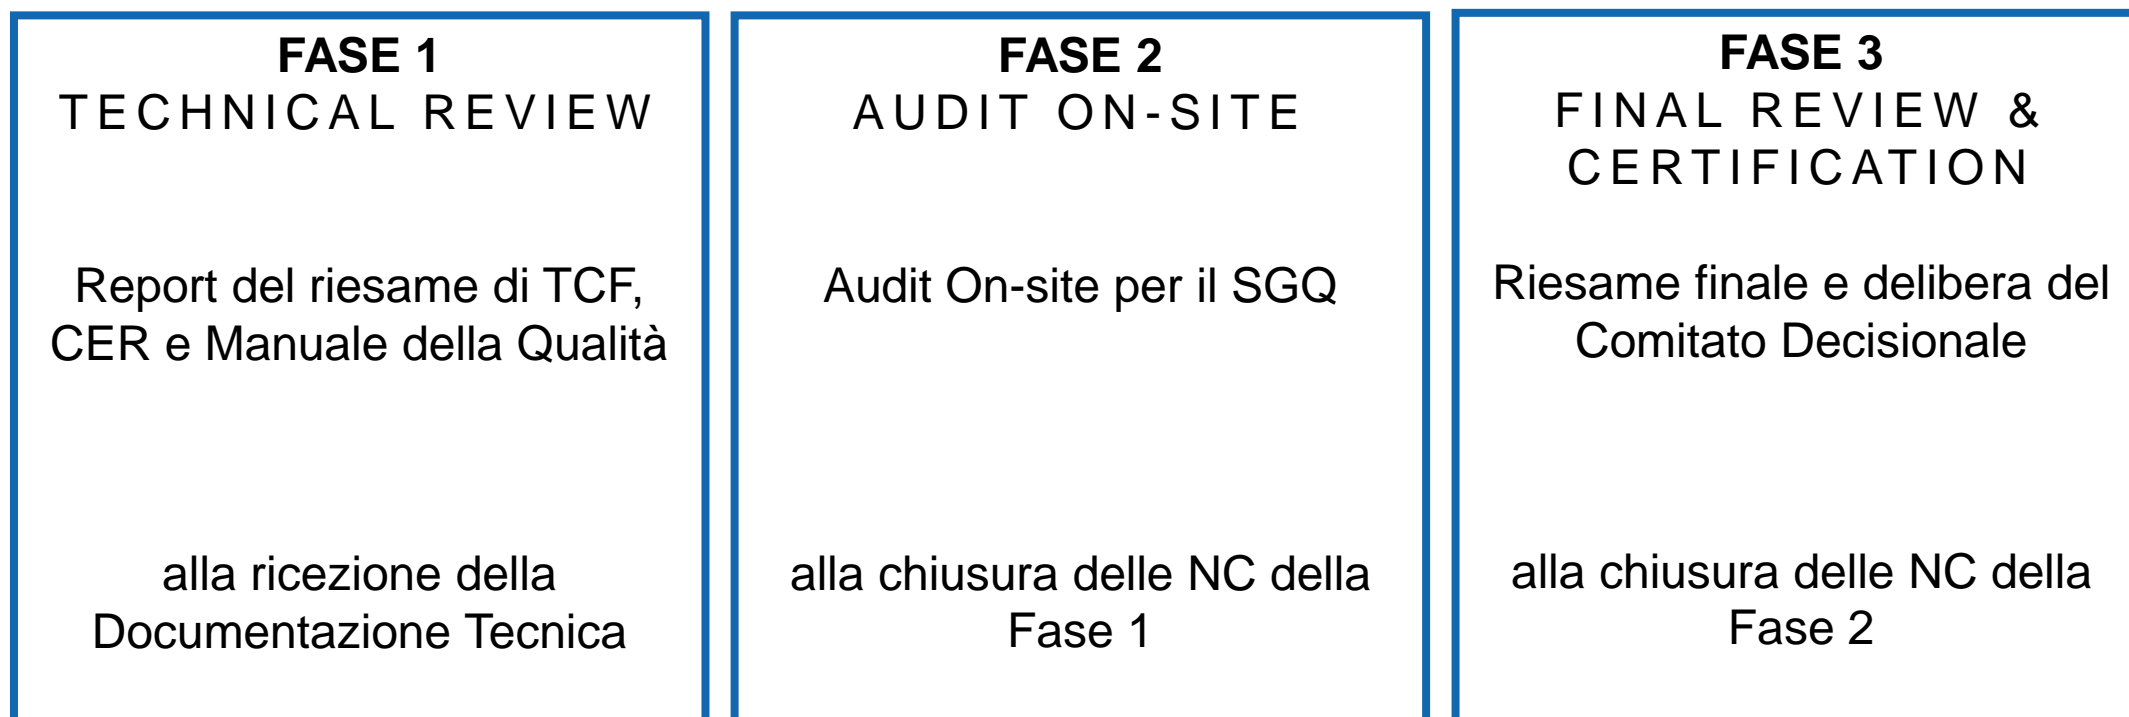 FASE 1
TECHNICAL REVIEW
Report del riesame di TCF,
CER e Manuale della Qualità
alla ricezione della
Documentazione Tecnica
FASE 2
AUDIT ON-SITE
Audit On-site per il SGQ
alla chiusura delle NC della
Fase 1
FASE 3
FINAL REVIEW &
CERTIFICATION
Riesame finale e delibera del
Comitato Decisionale
alla chiusura delle NC della
Fase 2